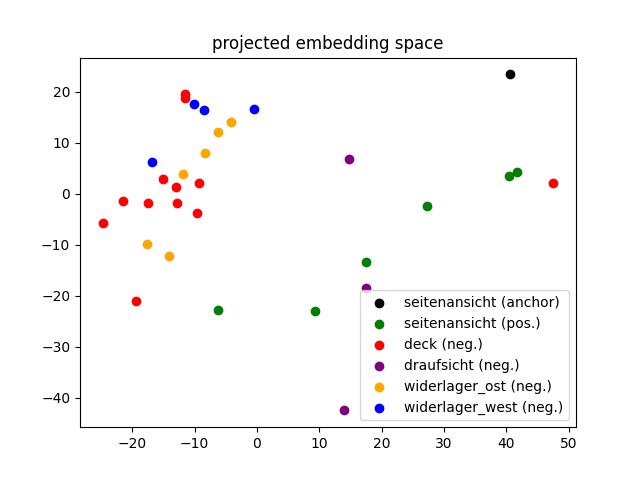 projected embedding space
20
10
0
−10
−20
−30
−40
seitenansicht (anchor)
seitenansicht (pos.)
deck (neg.)
draufsicht (neg.)
widerlager_ost (neg.)
widerlager_west (neg.)
−20 −10 0 10 20 30 40 50